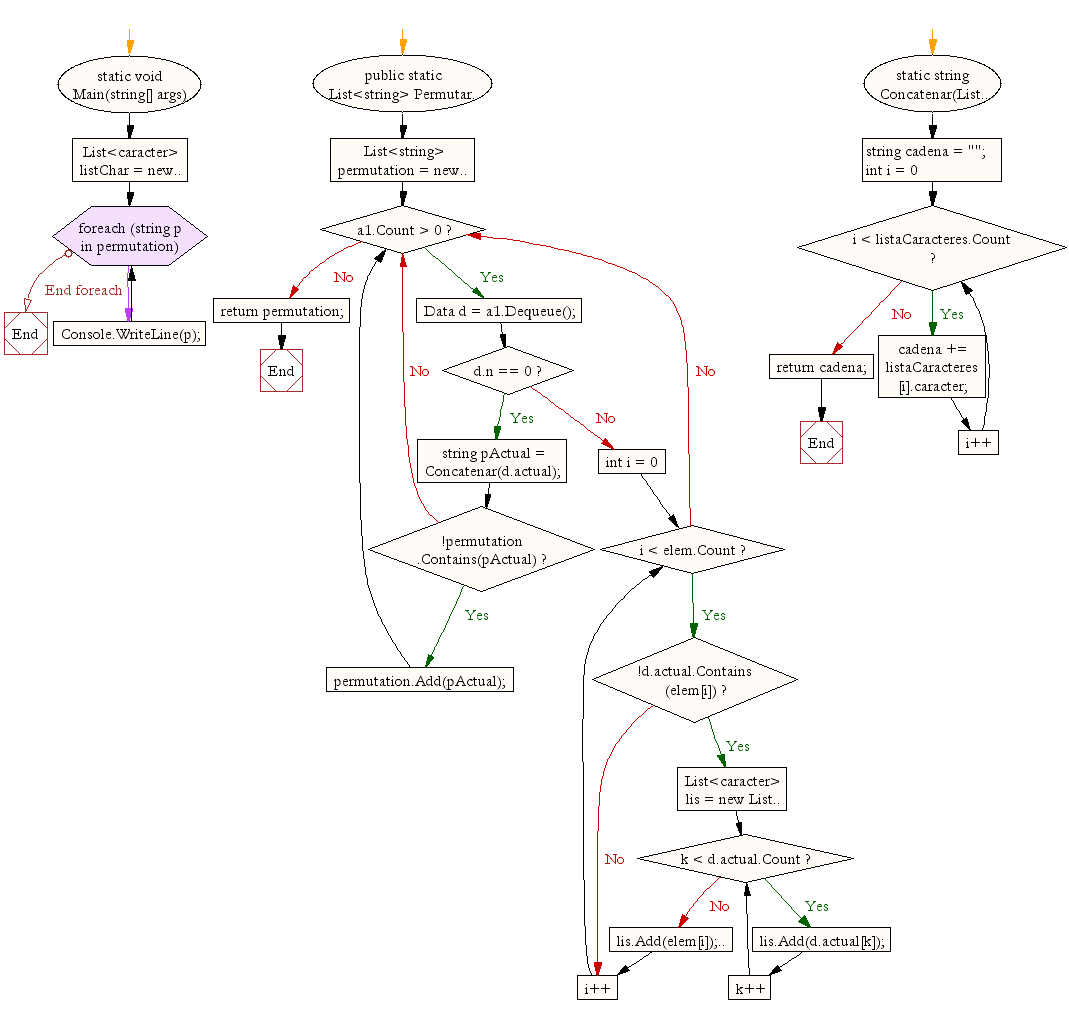 static void
Main(string[] args)
List<caracter>
listChar = new..
foreach (string p
in permutation)
End foreach
End
Console.WriteLine(p);
public static
List<string> Permutar.
List<string>
permutation = new..
a1.Count > 0 ?
No
Yes
return permutation;
End
Data d = a1.Dequeue();
d.n == 0 ?
No
No
Yes
No
string pActual =
Concatenar(d.actual);
int i = 0
!permutation
.Contains(pActual) ?
i < elem.Count ?
Yes
Yes
permutation.Add(pActual);
!d.actual.Contains
(elem[i]) ?
Yes
List<caracter>
lis = new List..
k < d.actual.Count ?
No
No
Yes
lis.Add(elem[i]);..
lis.Add(d.actual[k]);
i++
k++
static string
Concatenar(List..
string cadena = "";
int i = 0
i < listaCaracteres.Count
?
No
Yes
return cadena;
cadena +=
listaCaracteres
[i].caracter;
End
i++